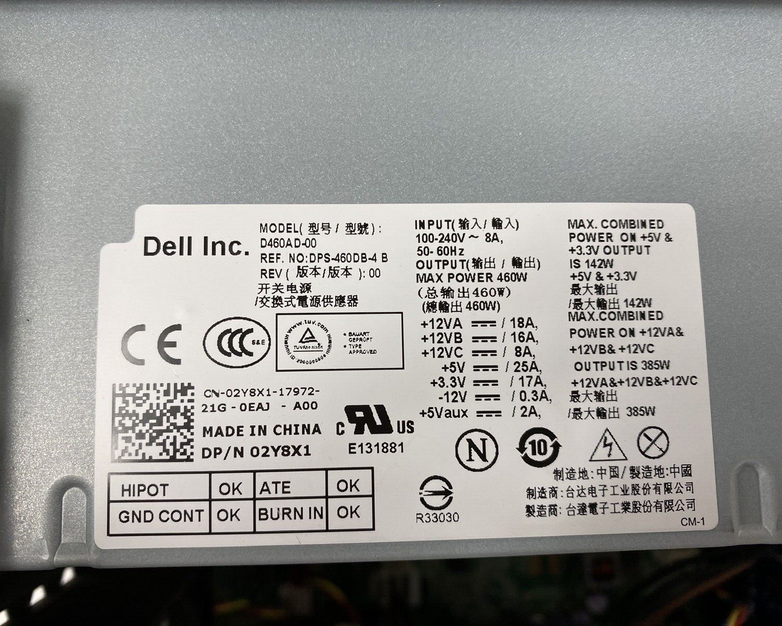 Dell Inc.
MODEL( 型号 / 型號 ) :
D460AD-00
REF. NO:DPS-460DB-4 B
REV ( 版本 / 版本 ): 00
开关电源
/交換式電源供應器
INPUT( 输入 / 輸入 )
100-240V ~ 8A,
50- 60Hz
OUTPUT( 输出 / 輸出 )
MAX POWER 460W
( 总输出460W )
(總輸出 460W)
+12VA / 18A,
+12VB / 16A,
+12VC / 8A,
+5V / 25A,
+3.3V / 17A,
-12V / 0.3A,
+5Vaux / 2A,
MAX. COMBINED
POWER ON +5V &
+3.3V OUTPUT
IS 142W
+5V & +3.3V
最大输出
/最大輸出 142W
MAX.COMBINED
POWER ON +12VA&
+12VB& +12VC
OUTPUT IS 385W
+12VA&+12VB&+12VC
最大输出
/最大輸出 385W
CE
CCC S&E
www.tuv.com
BAUART
GEPRÜFT
TYPE
APPROVED
CN-02Y8X1-17972-
21G - 0EAJ - A00
MADE IN CHINA
DP/N 02Y8X1
c RU US
E131881
N
10
HIPOT OK ATE OK
GND CONT OK BURN IN OK
R33030
制造地: 中国 / 製造地: 中國
制造商: 台达电子工业股份有限公司
製造商: 台達電子工業股份有限公司
CM-1